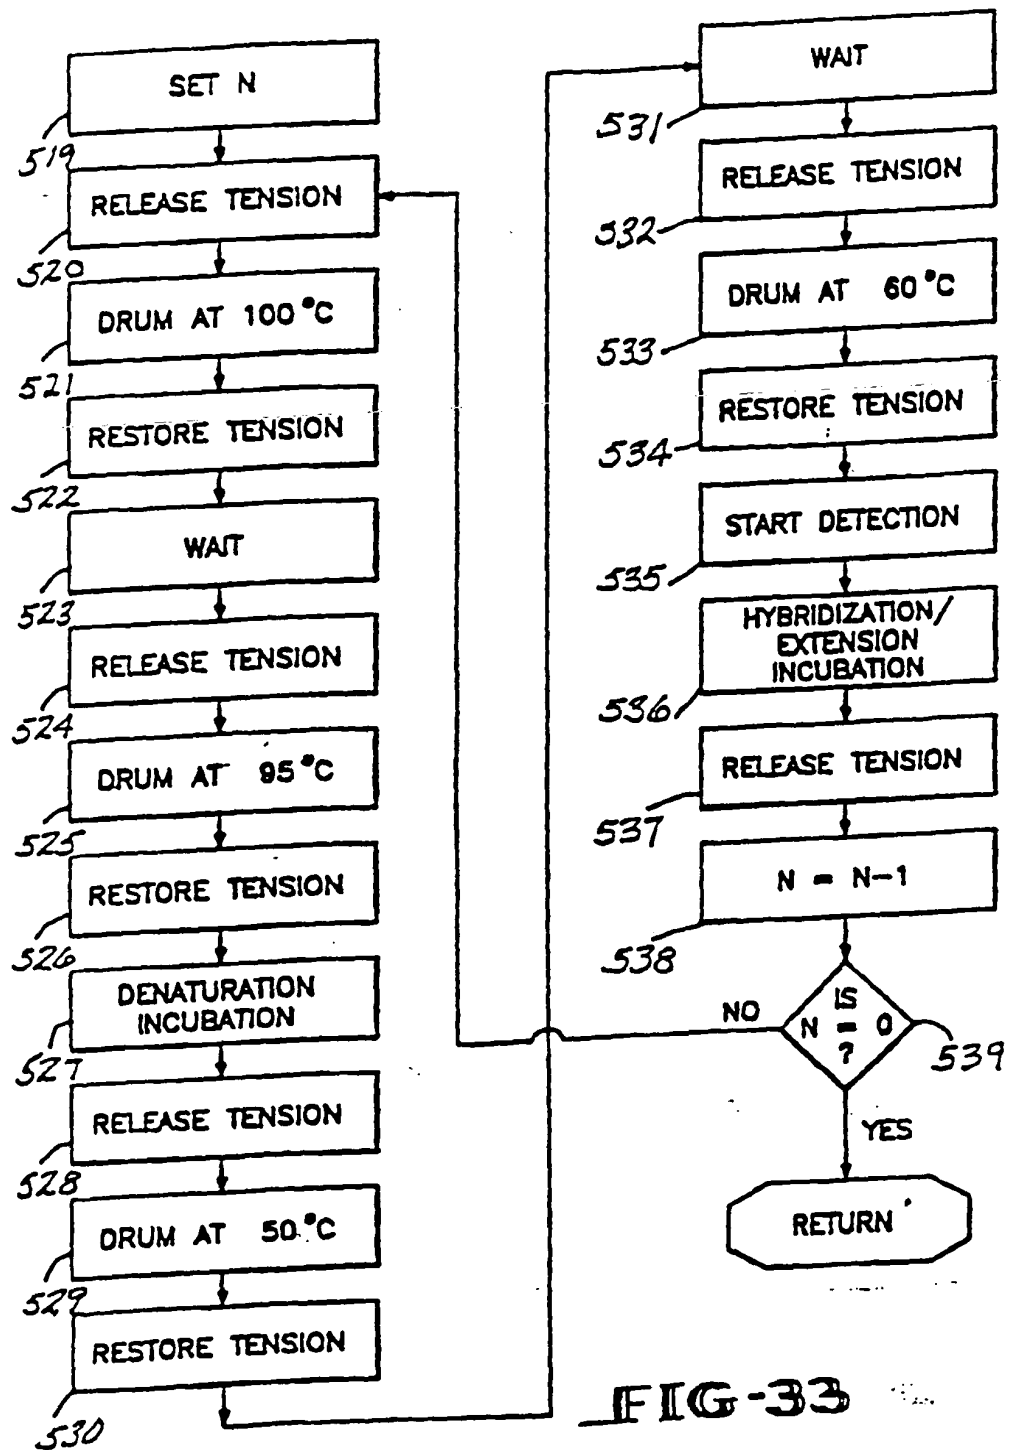 SET N
519
RELEASE TENSION
520
DRUM AT 100°C
521
RESTORE TENSION
522
WAIT
523
RELEASE TENSION
524
DRUM AT 95°C
525
RESTORE TENSION
526
DENATURATION
INCUBATION
527
RELEASE TENSION
528
DRUM AT 50°C
529
RESTORE TENSION
530
WAIT
531
RELEASE TENSION
532
DRUM AT 60°C
533
RESTORE TENSION
534
START DETECTION
535
HYBRIDIZATION/
EXTENSION
INCUBATION
536
RELEASE TENSION
537
N = N-1
538
IS
N = 0
?
539
NO
YES
RETURN
FIG-33